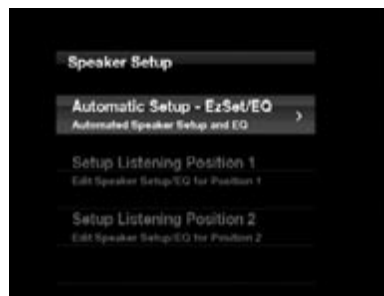 Speaker Setup
Automatic Setup - EzSet/EQ
Automated Speaker Setup and EQ
Setup Listening Position 1
Edit Speaker Setup/EQ for Position 1
Setup Listening Position 2
Edit Speaker Setup/EQ for Position 2